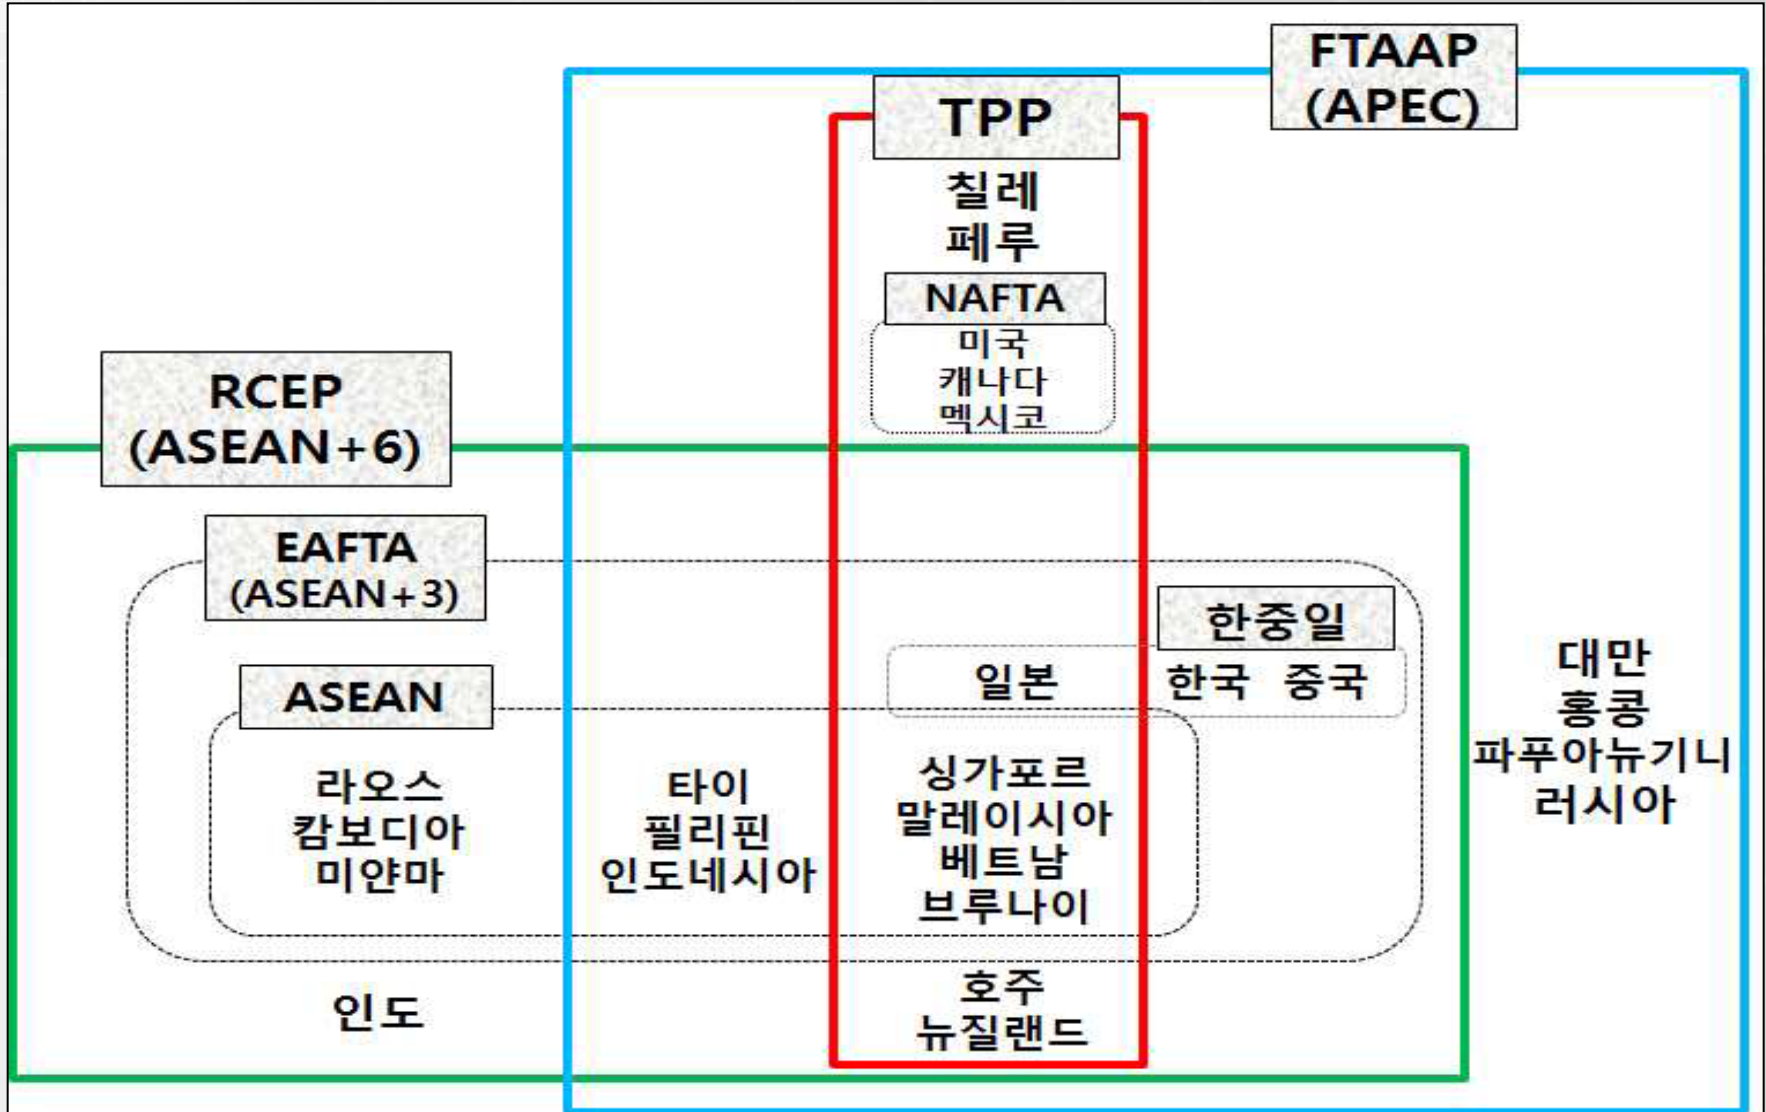 FTAAP
(APEC)
TPP
칠레
페루
NAFTA
미국
캐나다
멕시코
RCEP
(ASEAN+6)
EAFTA
(ASEAN+3)
한중일
일본
한국 중국
ASEAN
라오스
캄보디아
미얀마
타이
필리핀
인도네시아
싱가포르
말레이시아
베트남
브루나이
대만
홍콩
파푸아뉴기니
러시아
인도
호주
뉴질랜드